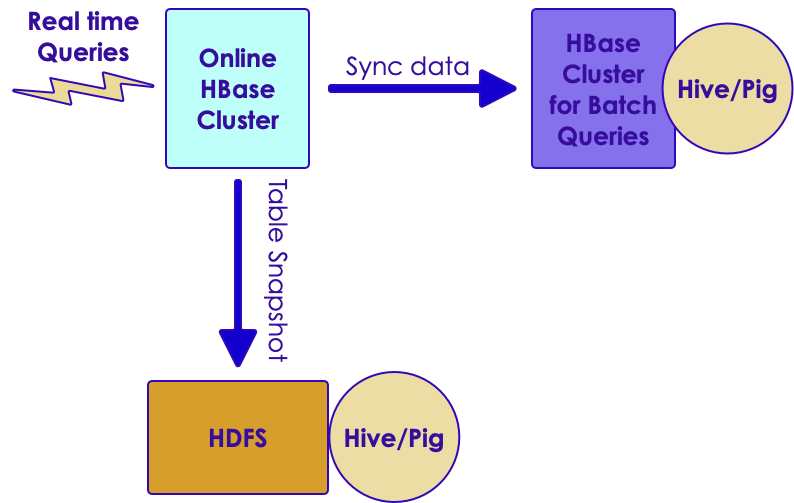 Real time
Queries
Online
HBase
Cluster
Sync data
HBase
Cluster
for Batch
Queries
Hive/Pig
Table Snapshot
HDFS
Hive/Pig